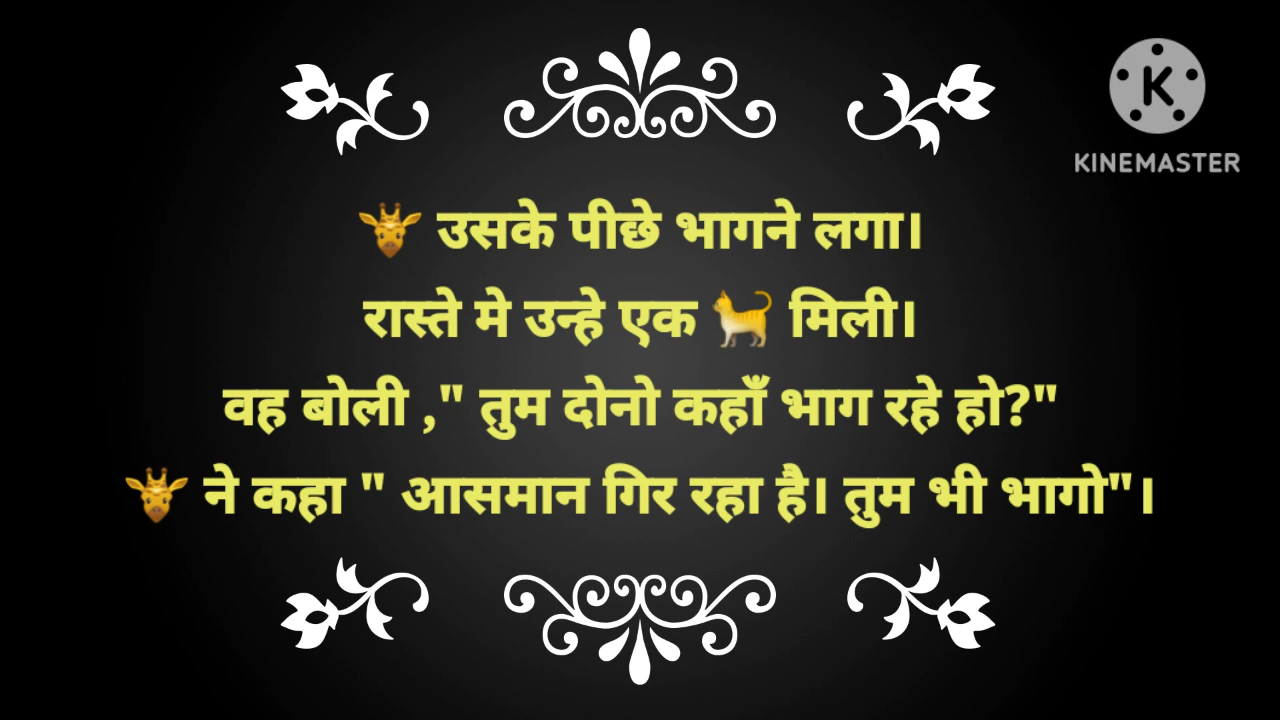 KINEMASTER
🦒 उसके पीछे भागने लगा।
रास्ते मे उन्हे एक 🐈 मिली।
वह बोली ," तुम दोनो कहाँ भाग रहे हो?"
🦒 ने कहा " आसमान गिर रहा है। तुम भी भागो"।